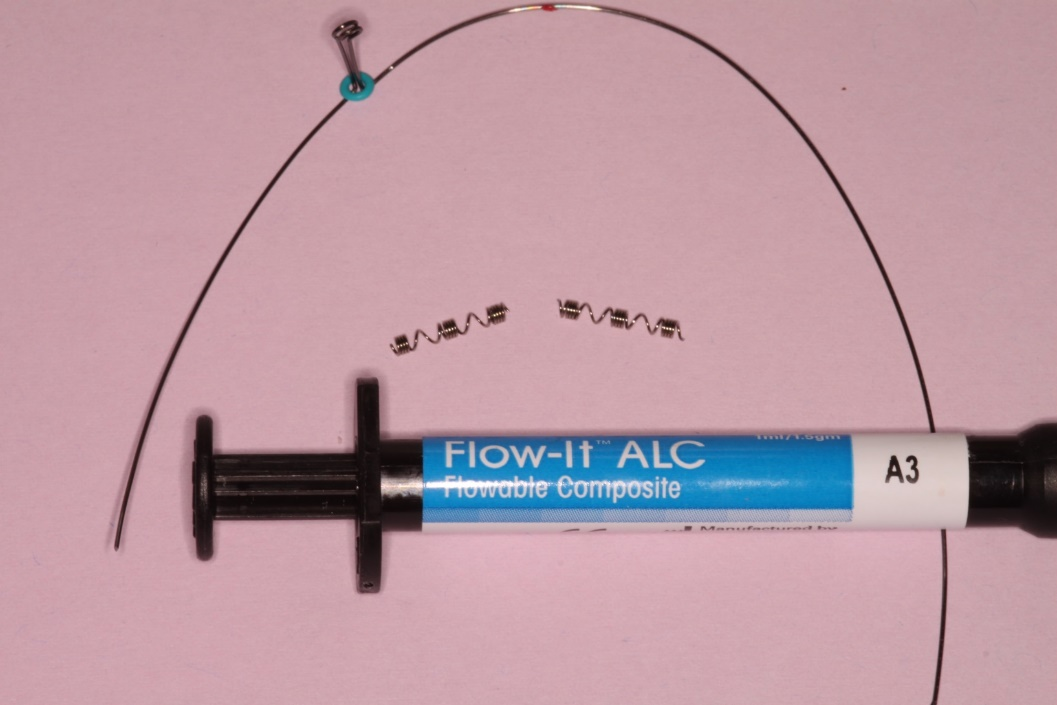 Flow-It™ ALC
1ml/1.5gm
Flowable Composite
A3
Manufactured by